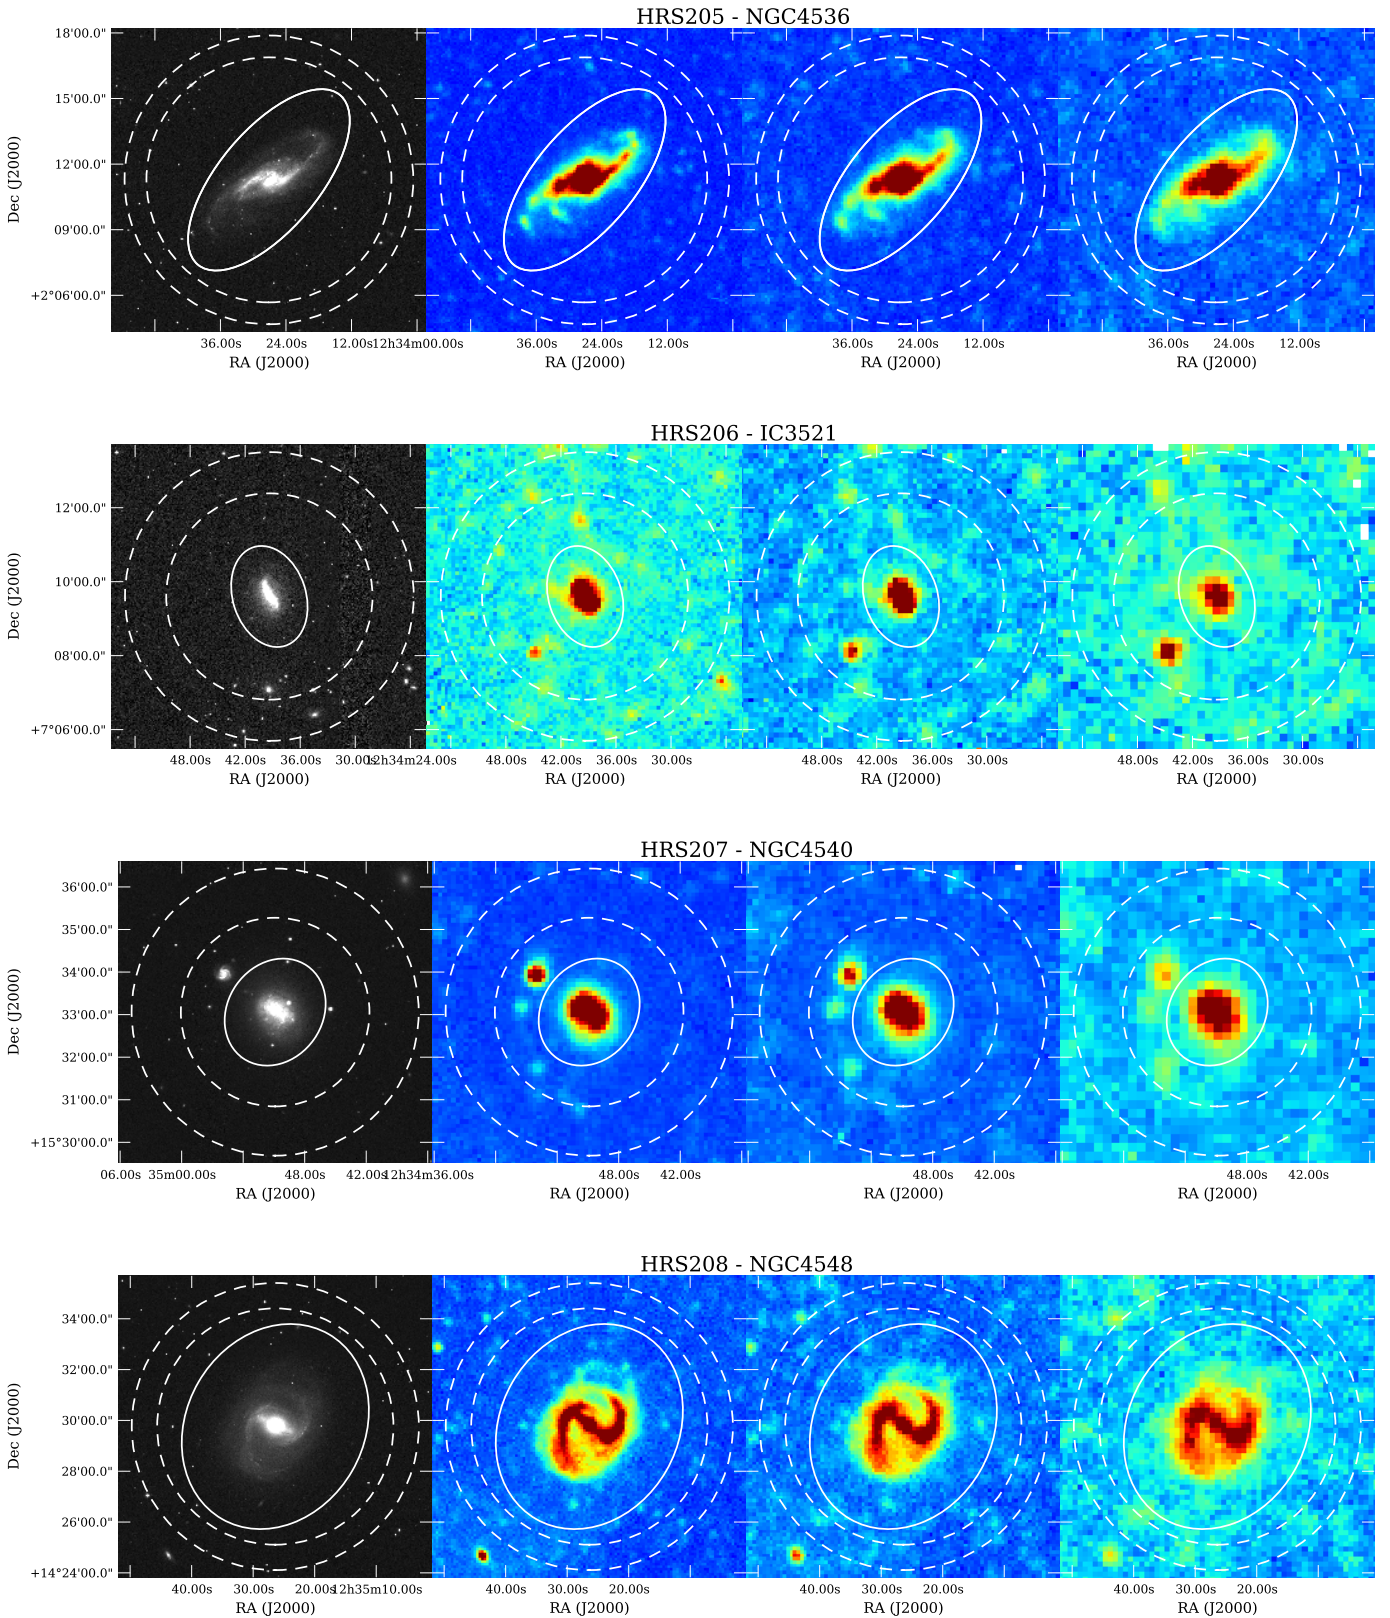 HRS205 - NGC4536
18'00.0"
15'00.0"
12'00.0"
09'00.0"
+2°06'00.0"
Dec (J2000)
36.00s 24.00s 12.00s 12h34m00.00s 36.00s 24.00s 12.00s 36.00s 24.00s 12.00s 36.00s 24.00s 12.00s
RA (J2000) RA (J2000) RA (J2000) RA (J2000)
HRS206 - IC3521
12'00.0"
10'00.0"
08'00.0"
+7°06'00.0"
Dec (J2000)
48.00s 42.00s 36.00s 30.00s 12h34m24.00s 42.00s 36.00s 30.00s 48.00s 42.00s 36.00s 30.00s 48.00s 42.00s 36.00s 30.00s
RA (J2000) RA (J2000) RA (J2000) RA (J2000)
HRS207 - NGC4540
36'00.0"
35'00.0"
34'00.0"
33'00.0"
32'00.0"
31'00.0"
+15°30'00.0"
Dec (J2000)
06.00s 35m00.00s 48.00s 42.00s 12h34m36.00s 48.00s 42.00s 48.00s 42.00s 48.00s 42.00s
RA (J2000) RA (J2000) RA (J2000) RA (J2000)
HRS208 - NGC4548
34'00.0"
32'00.0"
30'00.0"
28'00.0"
26'00.0"
+14°24'00.0"
Dec (J2000)
40.00s 30.00s 20.00s 12h35m10.00s 40.00s 30.00s 20.00s 40.00s 30.00s 20.00s 40.00s 30.00s 20.00s
RA (J2000) RA (J2000) RA (J2000) RA (J2000)